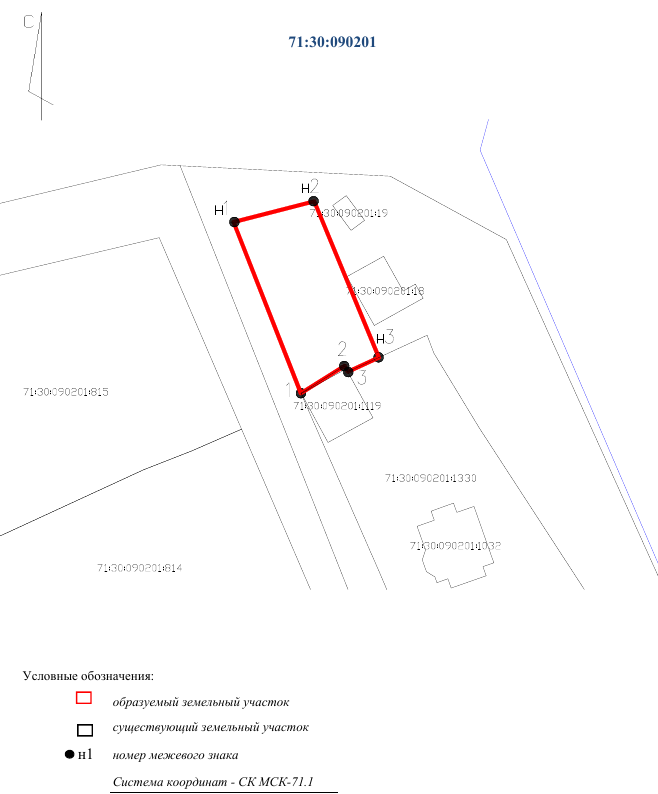 С
71:30:090201
Н1
Н2
71:30:090201:19
71:30:090201:18
Н3
2
3
1
71:30:090201:815
71:30:090201:1119
71:30:090201:1330
71:30:090201:1032
71:30:090201:814
Условные обозначения:
образуемый земельный участок
существующий земельный участок
н1 номер межевого знака
Система координат - СК МСК-71.1